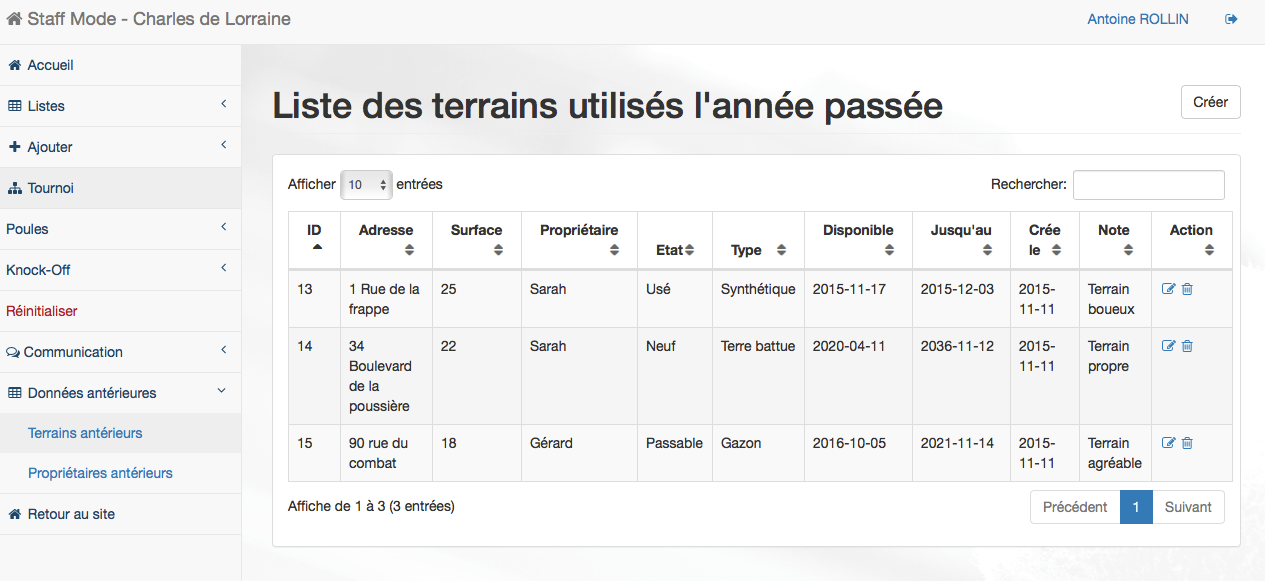 Staff Mode - Charles de Lorraine
Antoine ROLLIN
Accueil
Listes
Ajouter
Tournoi
Poules
Knock-Off
Réinitialiser
Communication
Données antérieures
Terrains antérieurs
Propriétaires antérieurs
Retour au site
Liste des terrains utilisés l'année passée
Créer
Afficher 10 entrées
Rechercher:
ID Adresse Surface Propriétaire Etat Type Disponible Jusqu'au Crée
le Note Action
13 1 Rue de la 25 Sarah Usé Synthétique 2015-11-17 2015-12-03 2015- Terrain
frappe 11-11 boueux
14 34 22 Sarah Neuf Terre battue 2020-04-11 2036-11-12 2015- Terrain
Boulevard 11-11 propre
de la
poussière
15 90 rue du 18 Gérard Passable Gazon 2016-10-05 2021-11-14 2015- Terrain
combat 11-11 agréable
Affiche de 1 à 3 (3 entrées)
Précédent 1 Suivant